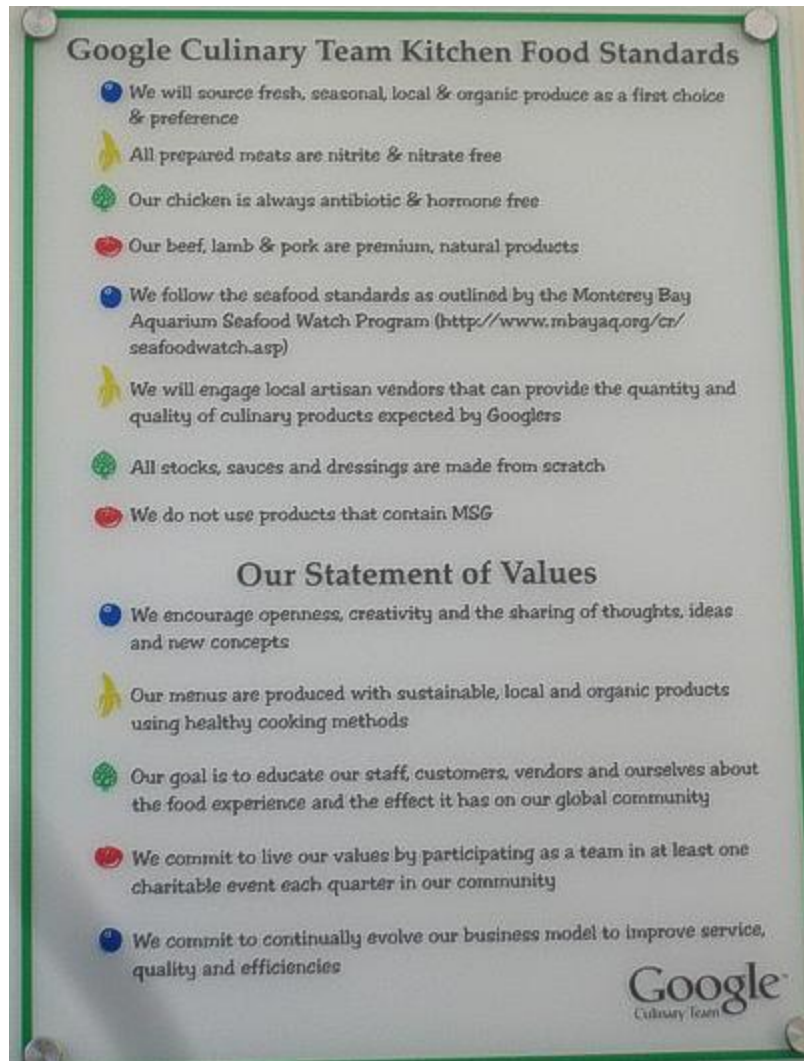 Google Culinary Team Kitchen Food Standards
We will source fresh, seasonal, local & organic produce as a first choice
& preference
All prepared meats are nitrite & nitrate free
Our chicken is always antibiotic & hormone free
Our beef, lamb & pork are premium, natural products
We follow the seafood standards as outlined by the Monterey Bay
Aquarium Seafood Watch Program (http://www.mbayaq.org/cr/
seafoodwatch.asp)
We will engage local artisan vendors that can provide the quantity and
quality of culinary products expected by Googlers
All stocks, sauces and dressings are made from scratch
We do not use products that contain MSG
Our Statement of Values
We encourage openness, creativity and the sharing of thoughts, ideas
and new concepts
Our menus are produced with sustainable, local and organic products
using healthy cooking methods
Our goal is to educate our staff, customers, vendors and ourselves about
the food experience and the effect it has on our global community
We commit to live our values by participating as a team in at least one
charitable event each quarter in our community
We commit to continually evolve our business model to improve service,
quality and efficiencies
Google™
Culinary Team